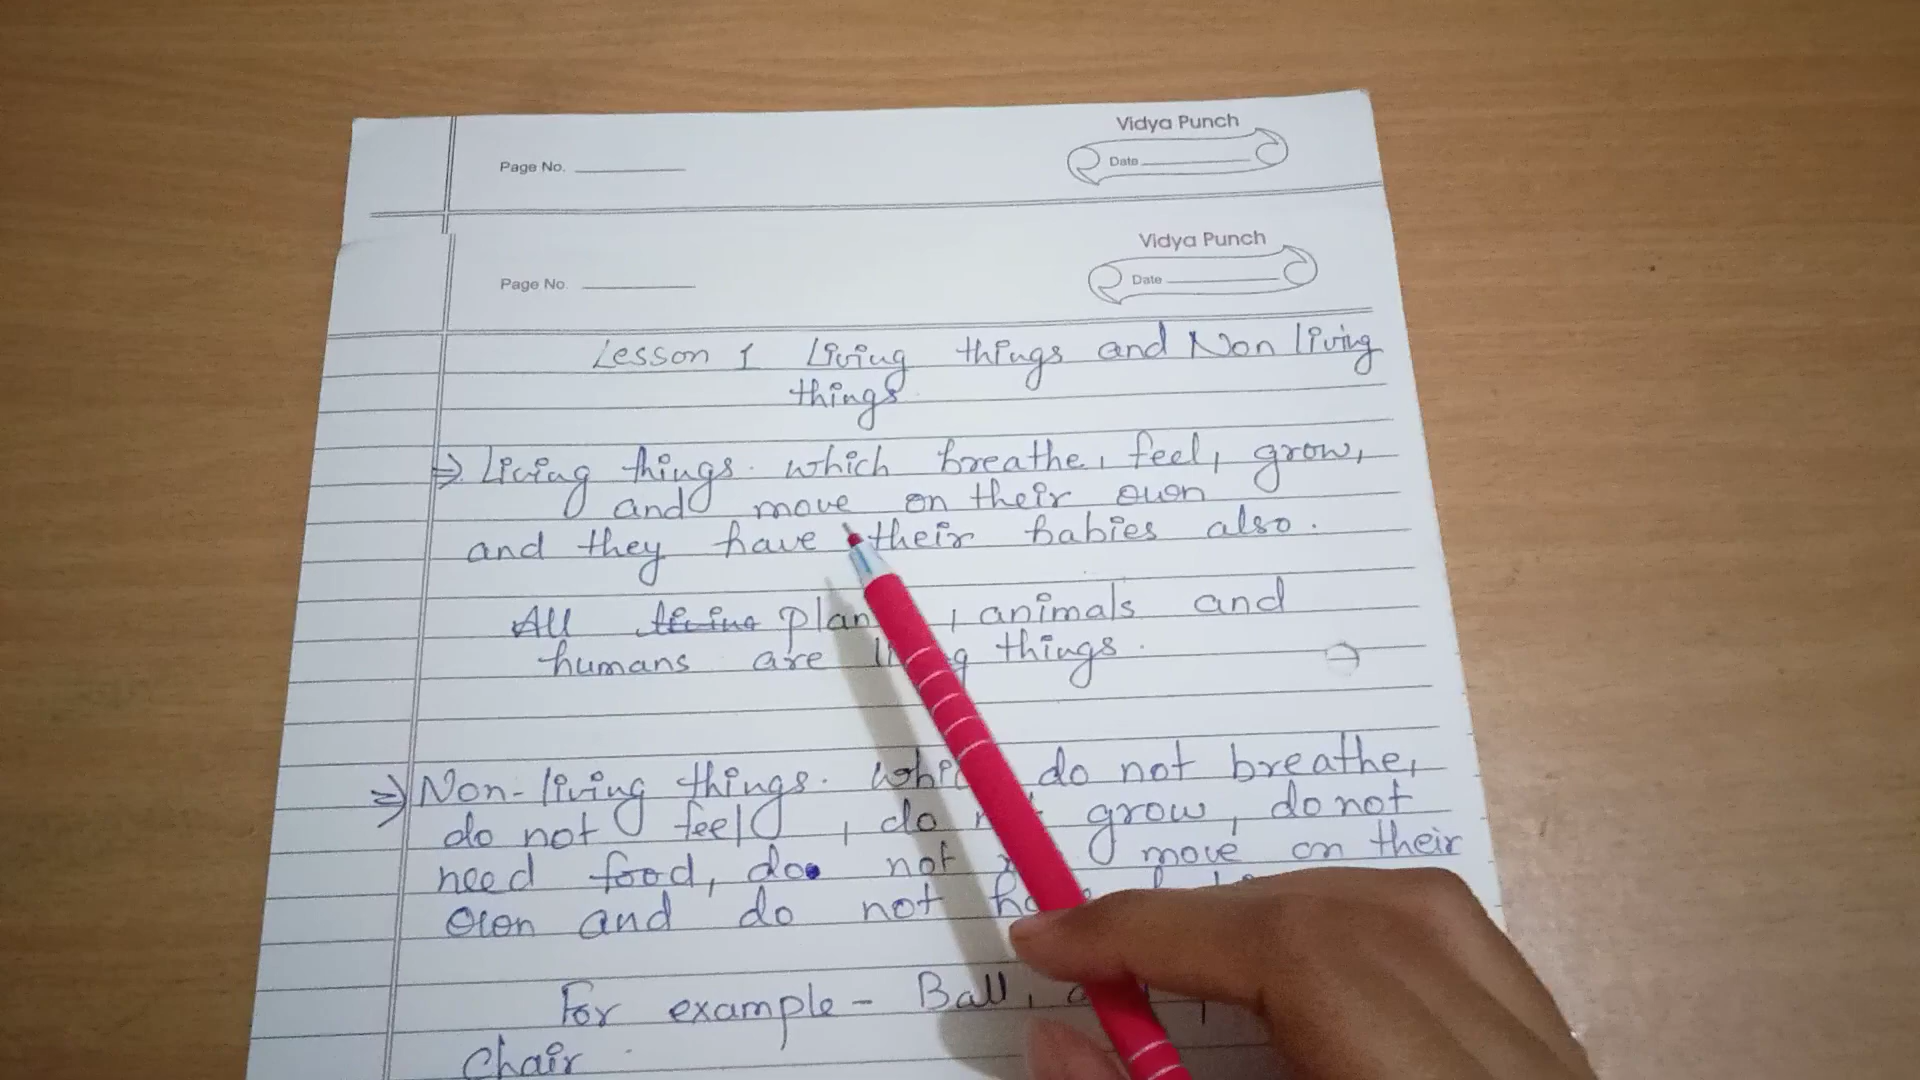 Vidya Punch
Page No.
Date
Vidya Punch
Page No.
Date
Lesson 1 Living things and Non living
things
⇒ Living things. which breathe, feel, grow,
and move on their own
and they have their babies also.
All plan , animals and
humans are things.
⇒ Non-living things. do not breathe,
do not feel, do grow, do not
need food, do not move on their
own and do not
For example - Ball,
chair.